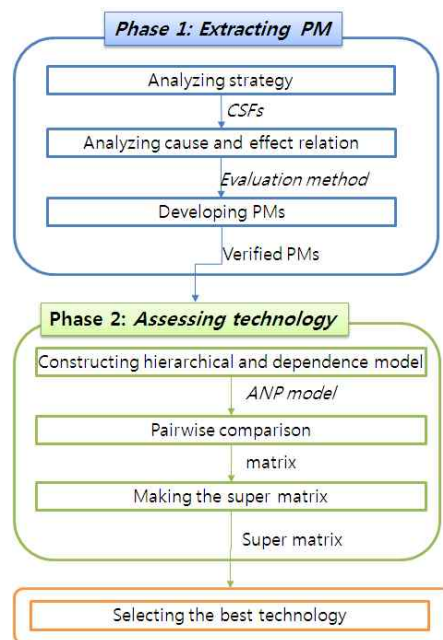 Phase 1: Extracting PM
Analyzing strategy
CSFs
Analyzing cause and effect relation
Evaluation method
Developing PMs
Verified PMs
Phase 2: Assessing technology
Constructing hierarchical and dependence model
ANP model
Pairwise comparison
matrix
Making the super matrix
Super matrix
Selecting the best technology